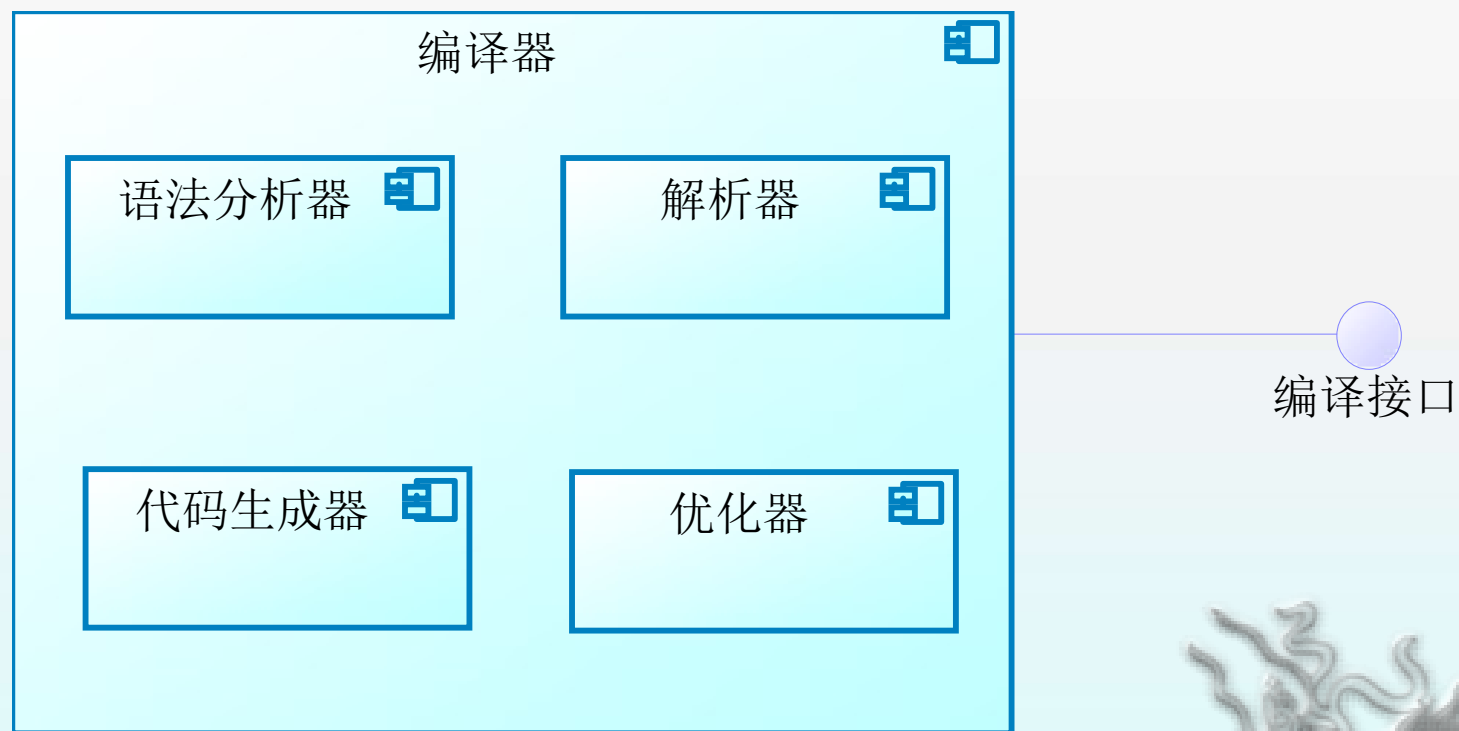 编译器
语法分析器
解析器
编译接口
代码生成器
优化器